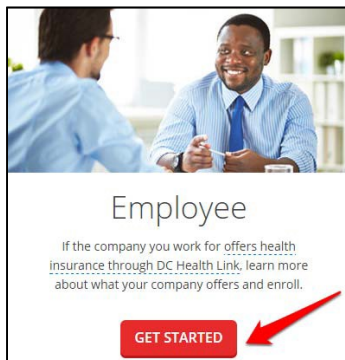 Employee
If the company you work for offers health
insurance through DC Health Link, learn more
about what your company offers and enroll.
GET STARTED